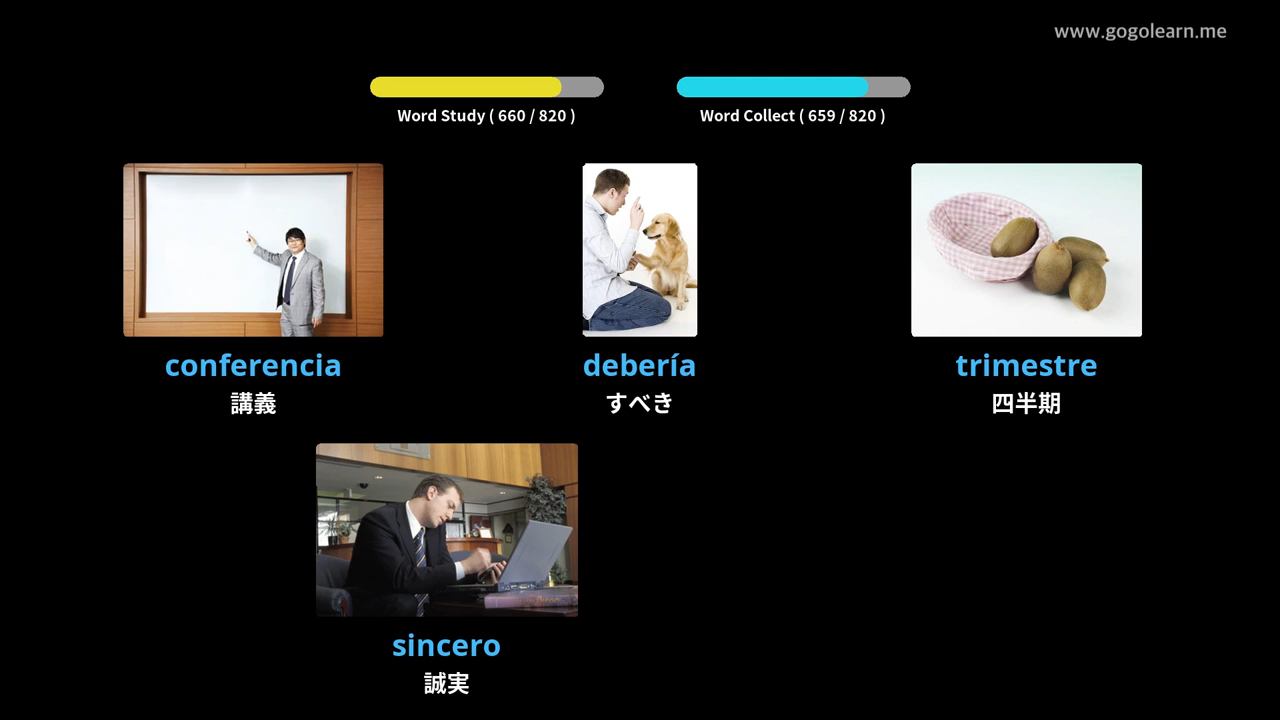 www.gogolearn.me
Word Study ( 660 / 820 )
Word Collect ( 659 / 820 )
conferencia
講義
debería
すべき
trimestre
四半期
sincero
誠実